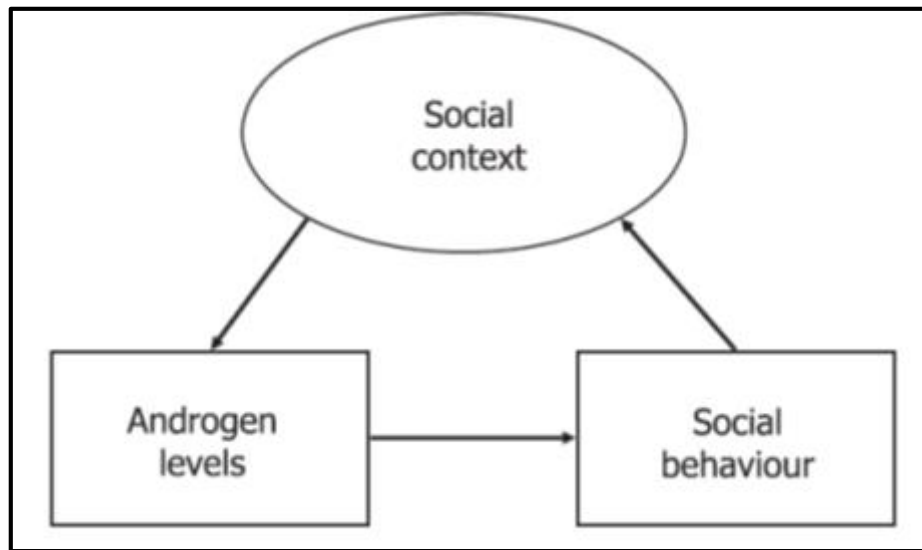 Social
context
Androgen
levels
Social
behaviour